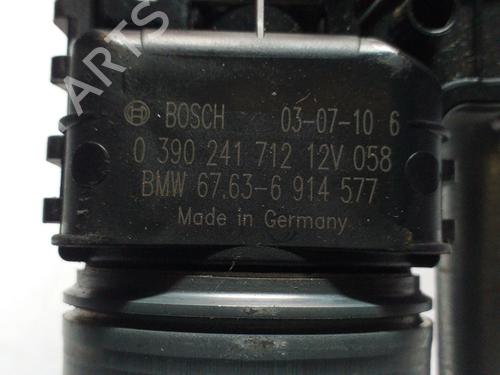 BOSCH 03-07-10 6
0 390 241 712 12V 058
BMW 67.63-6 914 577
Made in Germany
B-PARTS